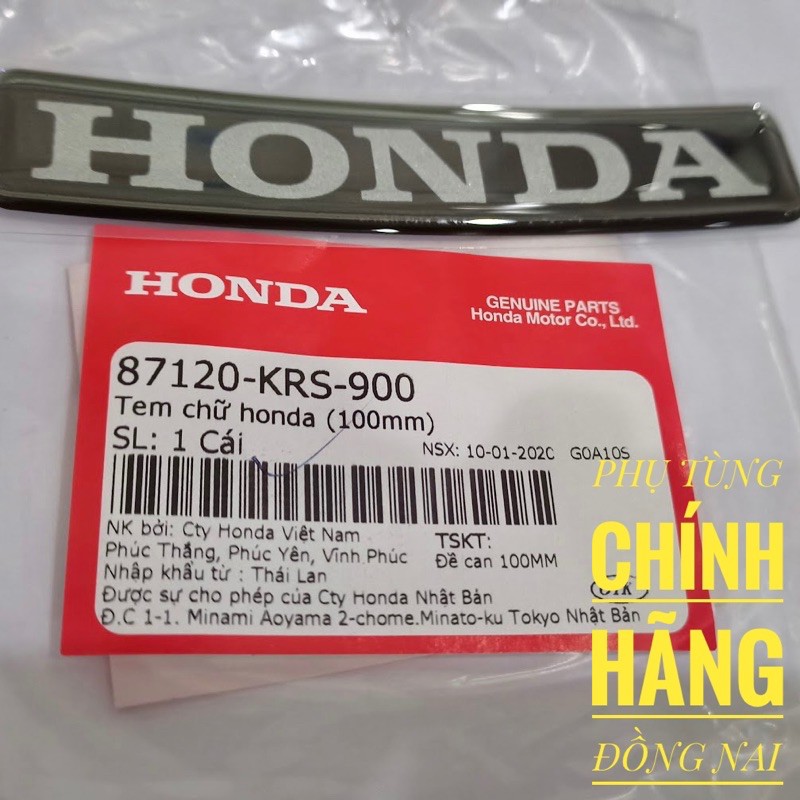 HONDA
HONDA
GENUINE PARTS
Honda Motor Co., Ltd.
87120-KRS-900
Tem chữ honda (100mm)
SL: 1 Cái
NSX: 10-01-2020 G0A10S
NK bởi: Cty Honda Việt Nam
Phúc Thắng, Phúc Yên, Vĩnh Phúc
Nhập khẩu từ : Thái Lan
TSKT:
Đề can 100MM
Được sự cho phép của Cty Honda Nhật Bản
Đ.C 1-1. Minami Aoyama 2-chome.Minato-ku Tokyo Nhật Bản
PHỤ TÙNG
CHÍNH
HÃNG
ĐỒNG NAI